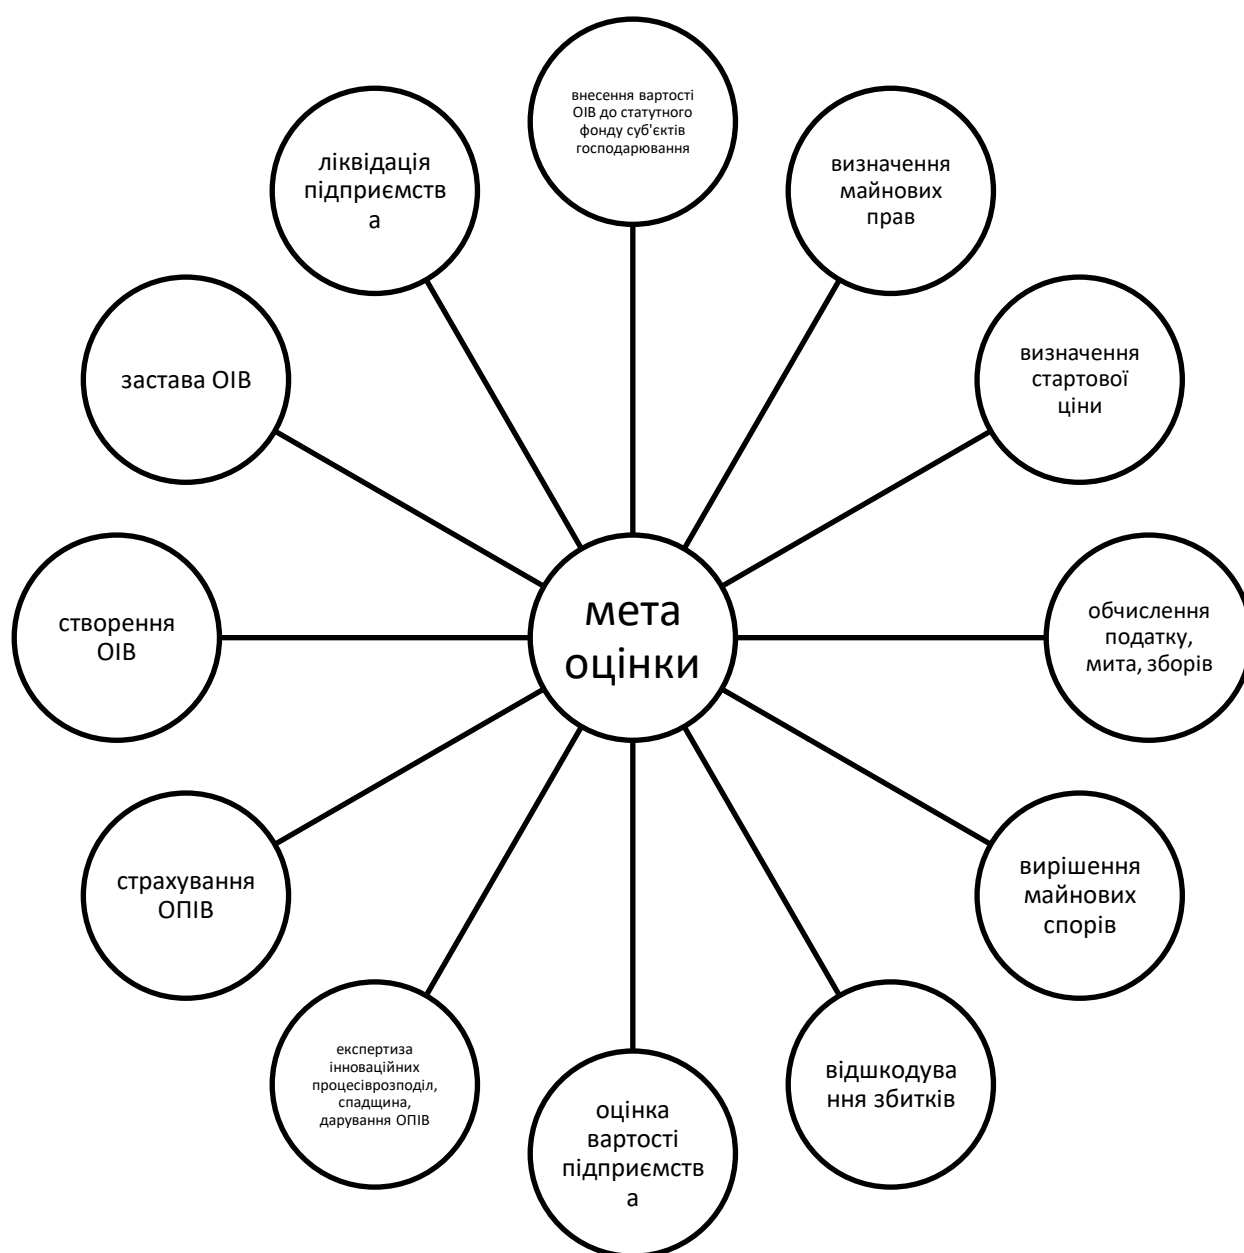 внесення вартості
ОІВ до статутного
фонду суб'єктів
господарювання
ліквідація
підприємств
а
визначення
майнових
прав
застава ОІВ
визначення
стартової
ціни
створення
ОІВ
мета
оцінки
обчислення
податку,
мита, зборів
страхування
ОПІВ
вирішення
майнових
спорів
експертиза
інноваційних
процесіврозподіл,
спадщина,
дарування ОПІВ
відшкодува
ння збитків
оцінка
вартості
підприємств
а